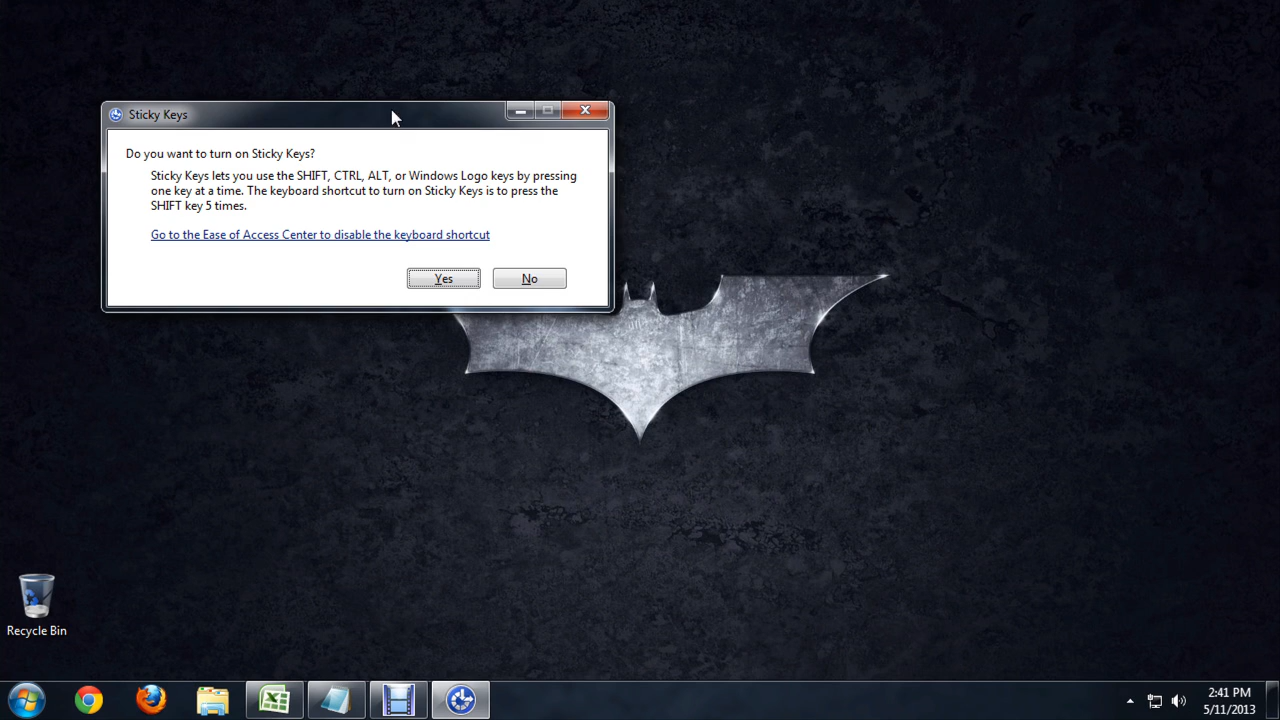 Sticky Keys
Do you want to turn on Sticky Keys?
Sticky Keys lets you use the SHIFT, CTRL, ALT, or Windows Logo keys by pressing
one key at a time. The keyboard shortcut to turn on Sticky Keys is to press the
SHIFT key 5 times.
Go to the Ease of Access Center to disable the keyboard shortcut
Yes
No
Recycle Bin
2:41 PM
5/11/2013